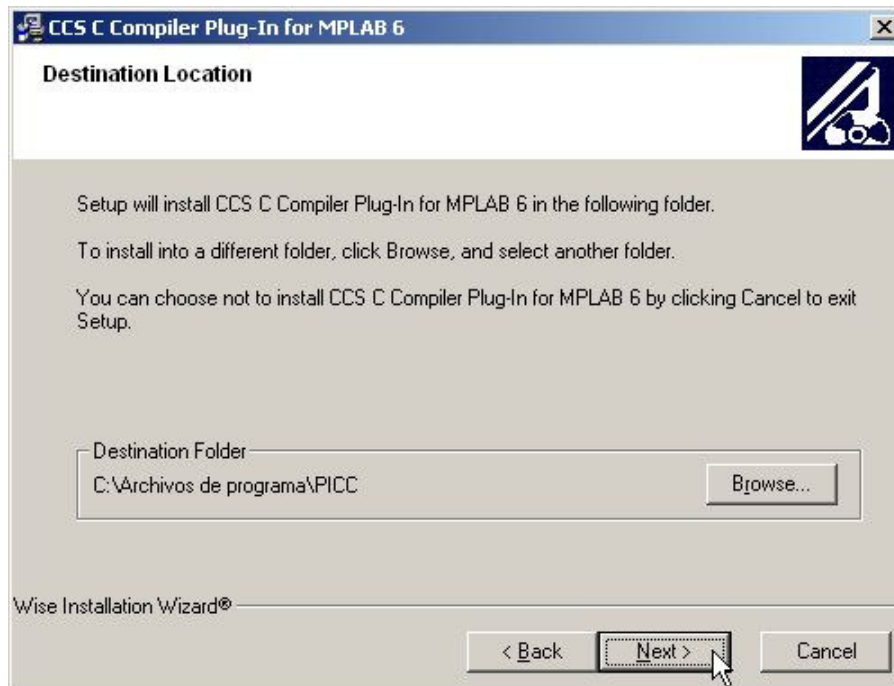 CCS C Compiler Plug-In for MPLAB 6
Destination Location
Setup will install CCS C Compiler Plug-In for MPLAB 6 in the following folder.
To install into a different folder, click Browse, and select another folder.
You can choose not to install CCS C Compiler Plug-In for MPLAB 6 by clicking Cancel to exit
Setup.
Destination Folder
C:\Archivos de programa\PICC
Browse...
Wise Installation Wizard®
< Back
Next >
Cancel